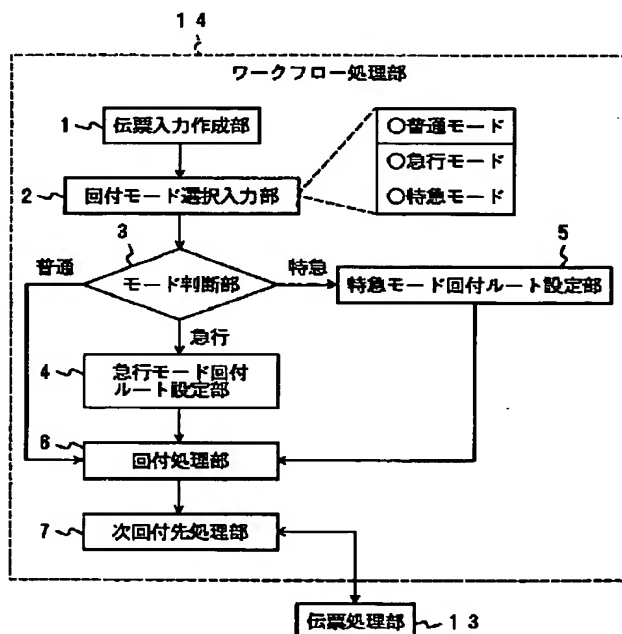 14
ワークフロー処理部
1 伝票入力作成部
○普通モード
○急行モード
○特急モード
2 回付モード選択入力部
3
5
普通
モード判断部
特急
特急モード回付ルート設定部
急行
4
急行モード回付
ルート設定部
6
回付処理部
7 次回付先処理部
伝票処理部 13